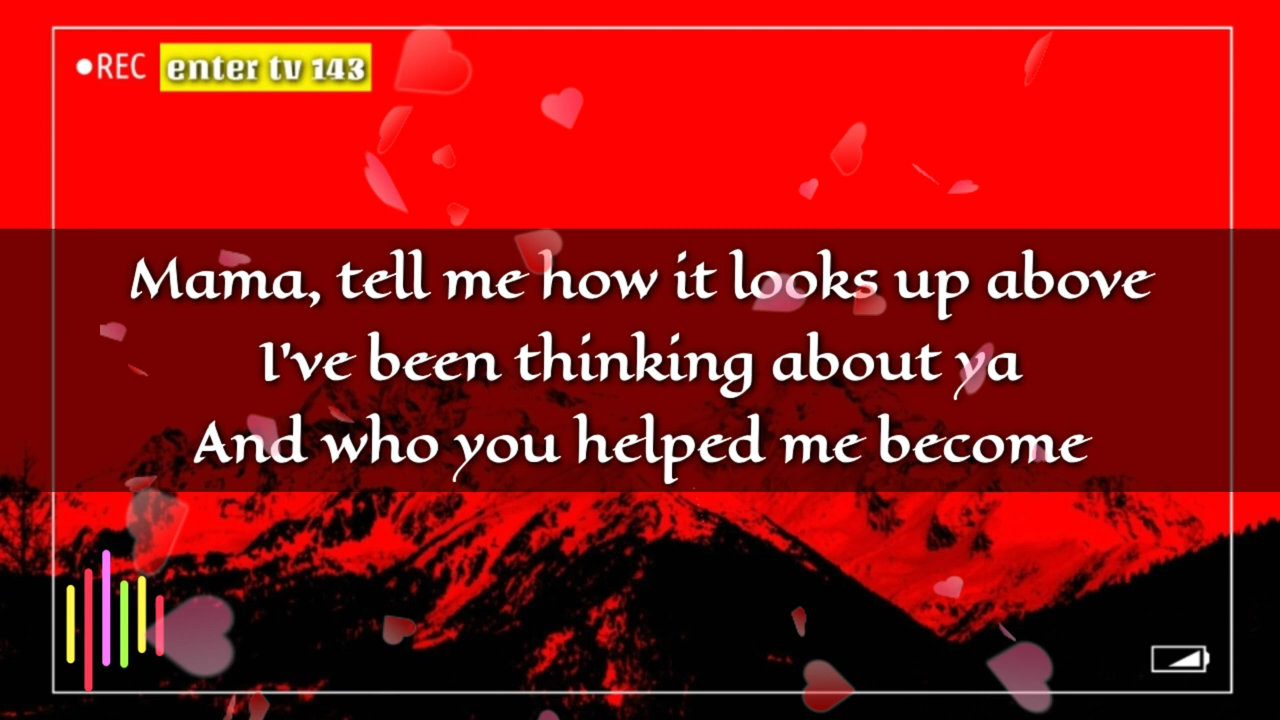 REC enter tv 143
Mama, tell me how it looks up above
I've been thinking about ya
And who you helped me become